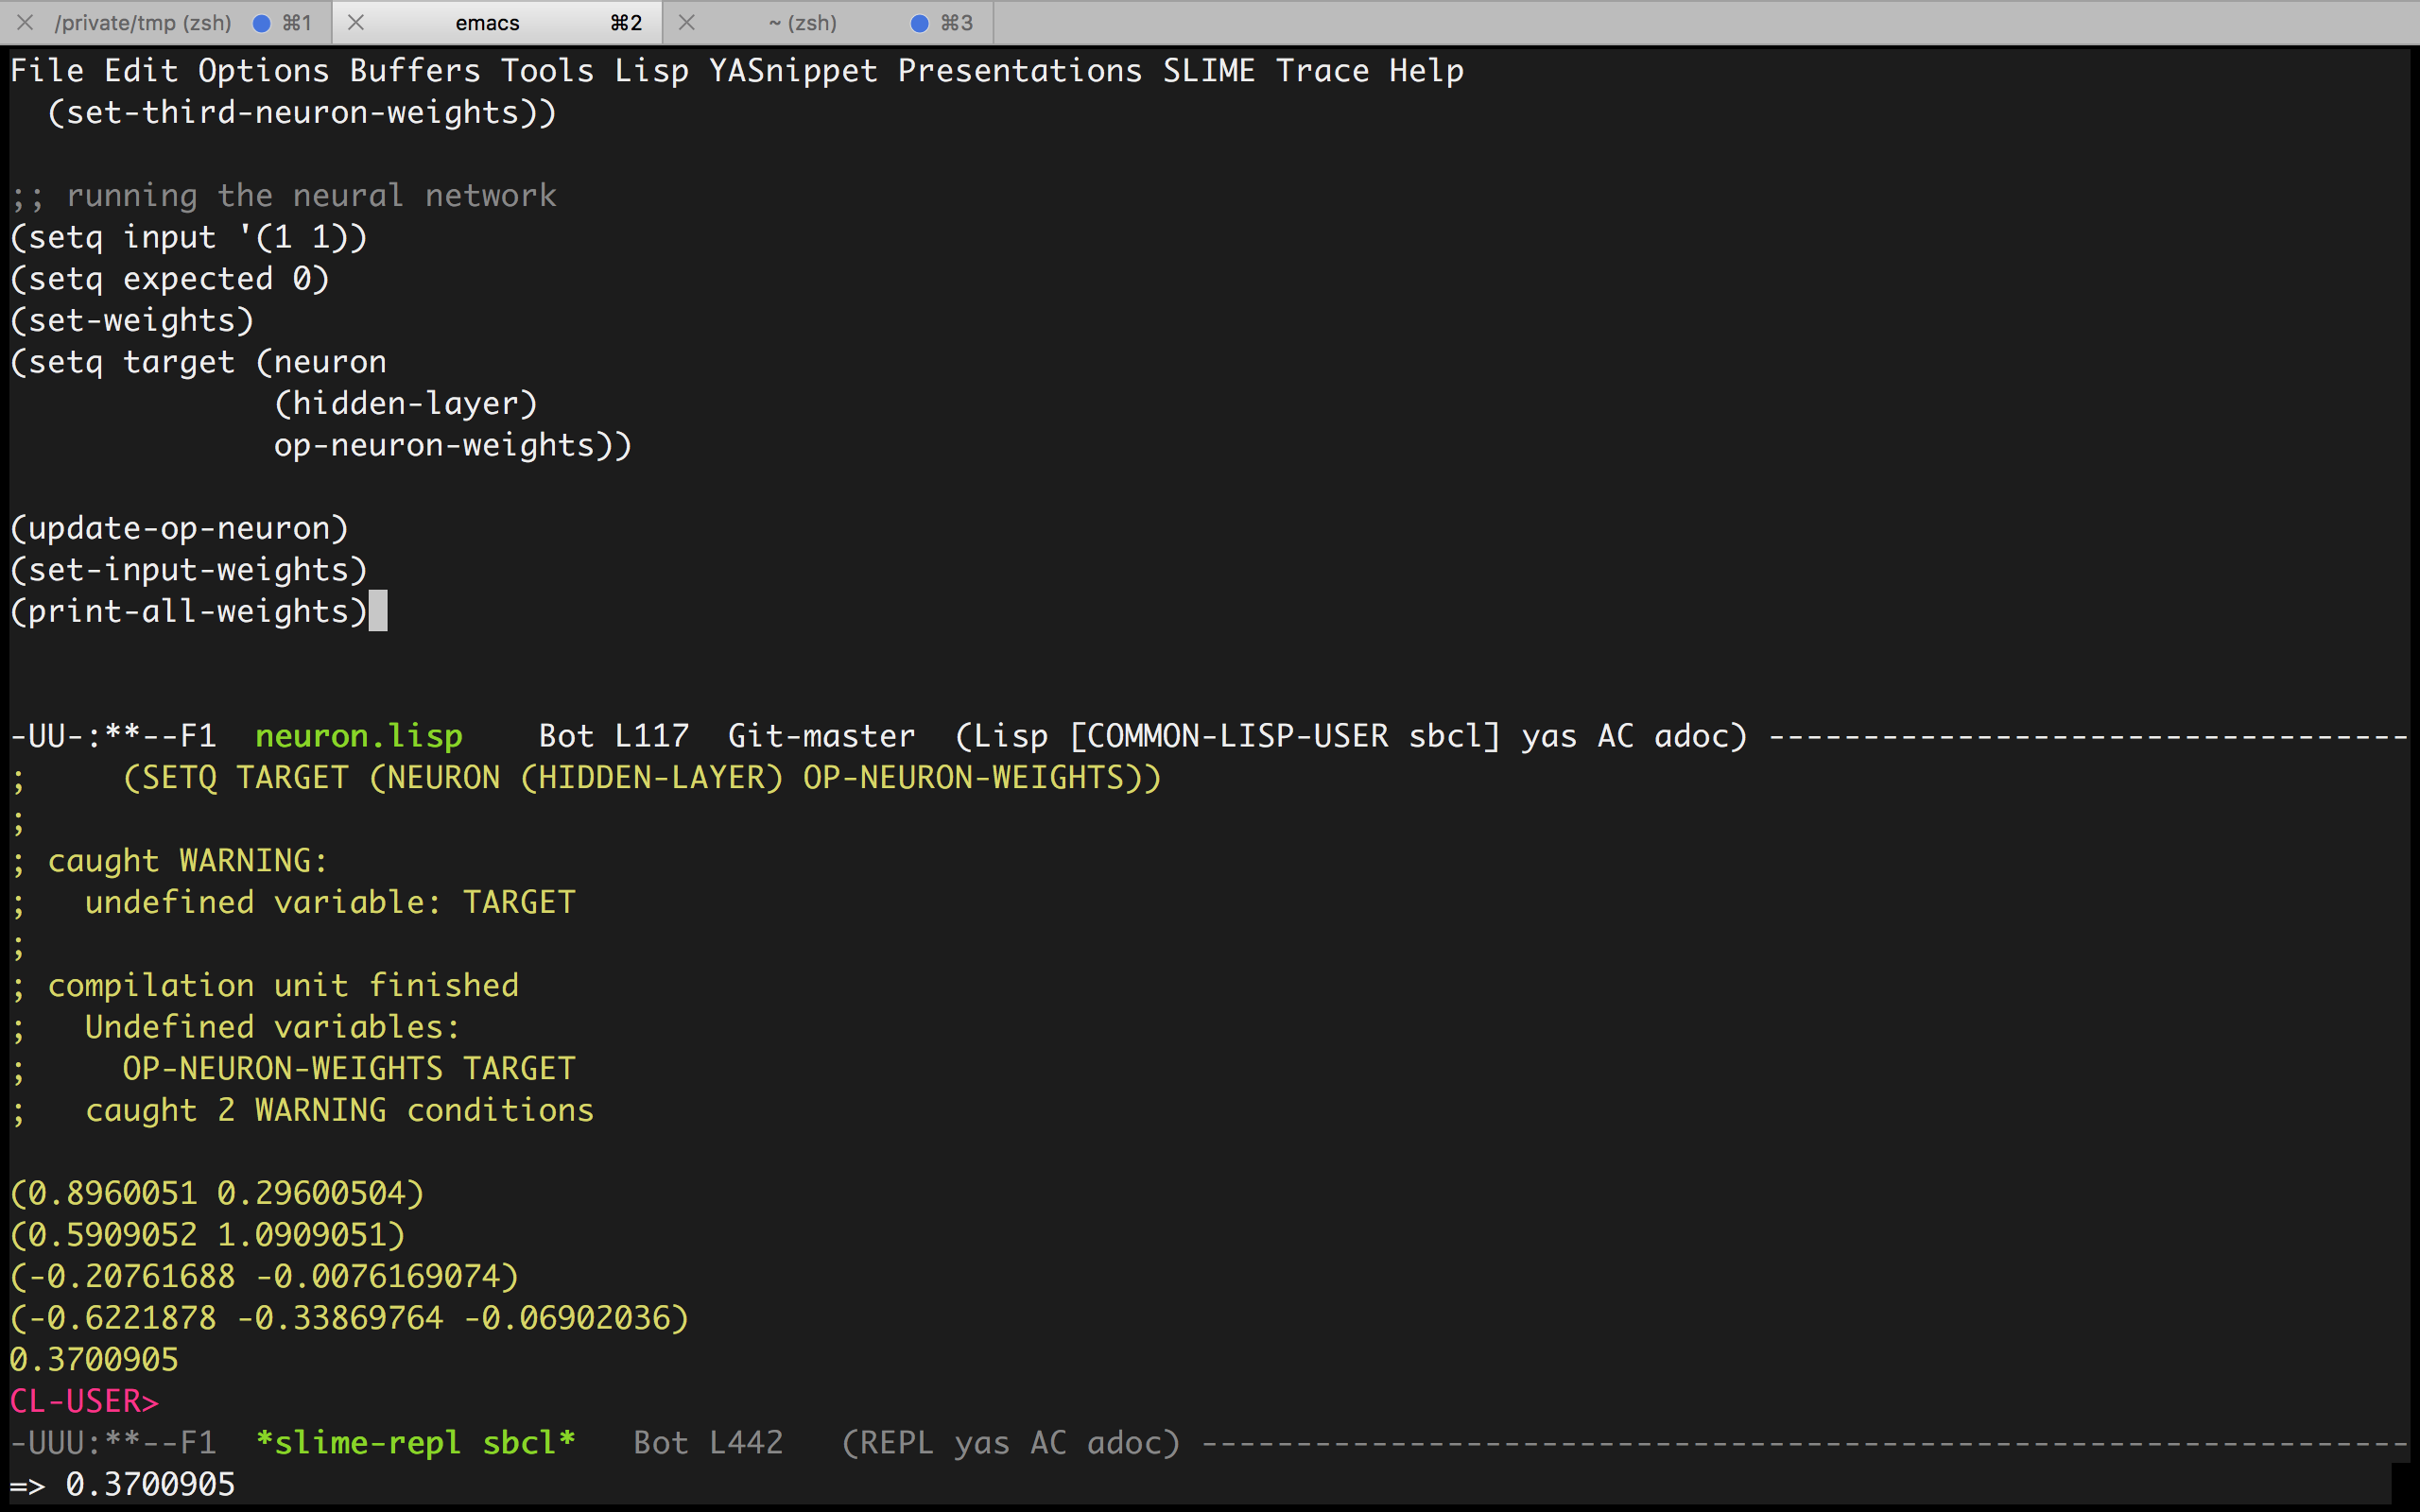 /private/tmp (zsh) ⌘1 emacs ⌘2 ~ (zsh) ⌘3
File Edit Options Buffers Tools Lisp YASnippet Presentations SLIME Trace Help
  (set-third-neuron-weights))
;; running the neural network
(setq input '(1 1))
(setq expected 0)
(set-weights)
(setq target (neuron
              (hidden-layer)
              op-neuron-weights))
(update-op-neuron)
(set-input-weights)
(print-all-weights)
-UU-:**--F1  neuron.lisp    Bot L117  Git-master  (Lisp [COMMON-LISP-USER sbcl] yas AC adoc) ----------------------------------
;     (SETQ TARGET (NEURON (HIDDEN-LAYER) OP-NEURON-WEIGHTS))
;
; caught WARNING:
;   undefined variable: TARGET
;
; compilation unit finished
;   Undefined variables:
;     OP-NEURON-WEIGHTS TARGET
;   caught 2 WARNING conditions
(0.8960051 0.29600504)
(0.5909052 1.0909051)
(-0.20761688 -0.0076169074)
(-0.6221878 -0.33869764 -0.06902036)
0.3700905
CL-USER>
-UUU:**--F1  *slime-repl sbcl*   Bot L442   (REPL yas AC adoc) ----------------------------------------------------------------
=> 0.3700905